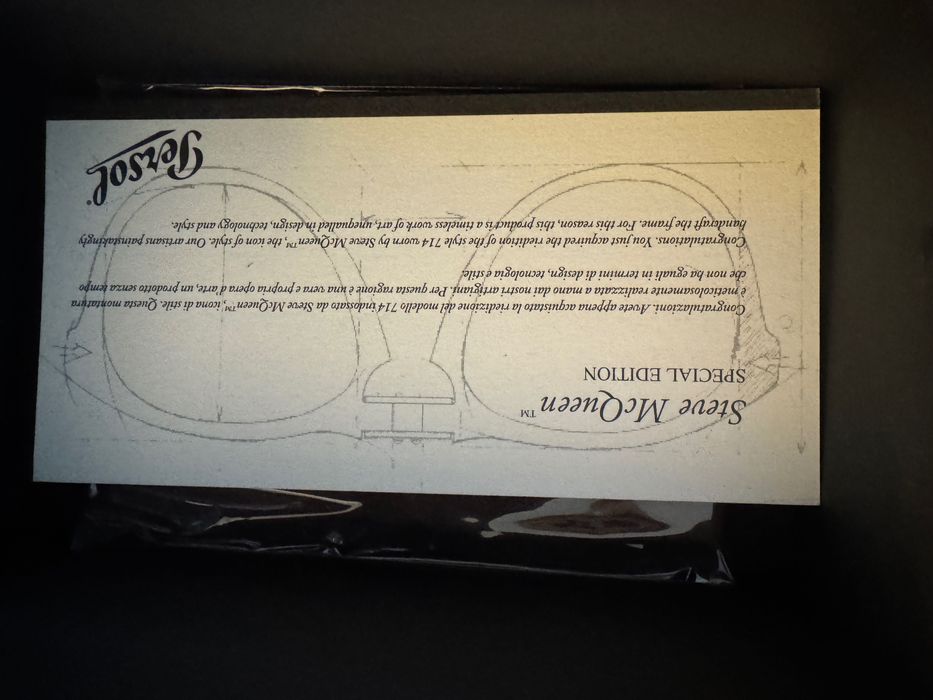 Steve McQueen™
SPECIAL EDITION
Congratulazioni. Avete appena acquistato la riedizione del modello 714 indossato da Steve McQueen™, icona di stile. Questa montatura
è meticolosamente realizzata a mano dai nostri artigiani. Per questa ragione è una vera e propria opera d'arte, un prodotto senza tempo
che non ha eguali in termini di design, tecnologia e stile.
Congratulations. You just acquired the riedition of the style 714 worn by Steve McQueen™, the icon of style. Our artisans painstakingly
handcraft the frame. For this reason, this product is a timeless work of art, unequalled in design, technology and style.
Persol®